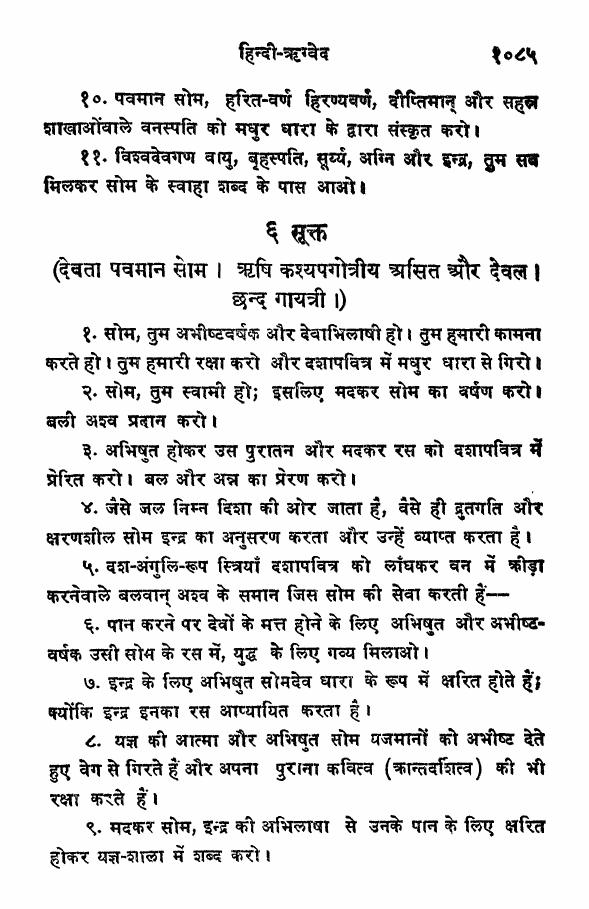 हिन्दी-ऋग्वेद १०८५
१०. पवमान सोम, हरित-वर्ण हिरण्यवर्ण, दीप्तिमान् और सहस्र
शाखाओंवाले वनस्पति को मधुर धारा के द्वारा संस्कृत करो।
११. विश्वदेवगण वायु, बृहस्पति, सूर्य्य, अग्नि और इन्द्र, तुम सब
मिलकर सोम के स्वाहा शब्द के पास आओ।
६ सूक्त
(देवता पवमान सोम । ऋषि कश्यपगोत्रीय असित और देवल।
छन्द गायत्री।)
१. सोम, तुम अभीष्टवर्षक और देवाभिलाषी हो। तुम हमारी कामना
करते हो। तुम हमारी रक्षा करो और दशापवित्र में मधुर धारा से गिरो।
२. सोम, तुम स्वामी हो; इसलिए मदकर सोम का वर्षण करो।
बली अश्व प्रदान करो।
३. अभिषुत होकर उस पुरातन और मदकर रस को दशापवित्र में
प्रेरित करो। बल और अन्न का प्रेरण करो।
४. जैसे जल निम्न दिशा की ओर जाता है, वैसे ही द्रुतगति और
क्षरणशील सोम इन्द्र का अनुसरण करता और उन्हें व्याप्त करता है।
५. दश-अंगुलि-रूप स्त्रियाँ दशापवित्र को लाँघकर वन में क्रीड़ा
करनेवाले बलवान् अश्व के समान जिस सोम की सेवा करती हैं––
६. पान करने पर देवों के मत्त होने के लिए अभिषुत और अभीष्ट-
वर्षक उसी सोम के रस में, युद्ध के लिए गव्य मिलाओ।
७. इन्द्र के लिए अभिषुत सोमदेव धारा के रूप में क्षरित होते हैं;
क्योंकि इन्द्र इनका रस आप्यायित करता है।
८. यज्ञ की आत्मा और अभिषुत सोम यजमानों को अभीष्ट देते
हुए वेग से गिरते हैं और अपना पुराना कवित्व (क्रान्तर्दाशत्व) की भी
रक्षा करते हैं।
९. मदकर सोम, इन्द्र की अभिलाषा से उनके पान के लिए क्षरित
होकर यज्ञ-शाला में शब्द करो।